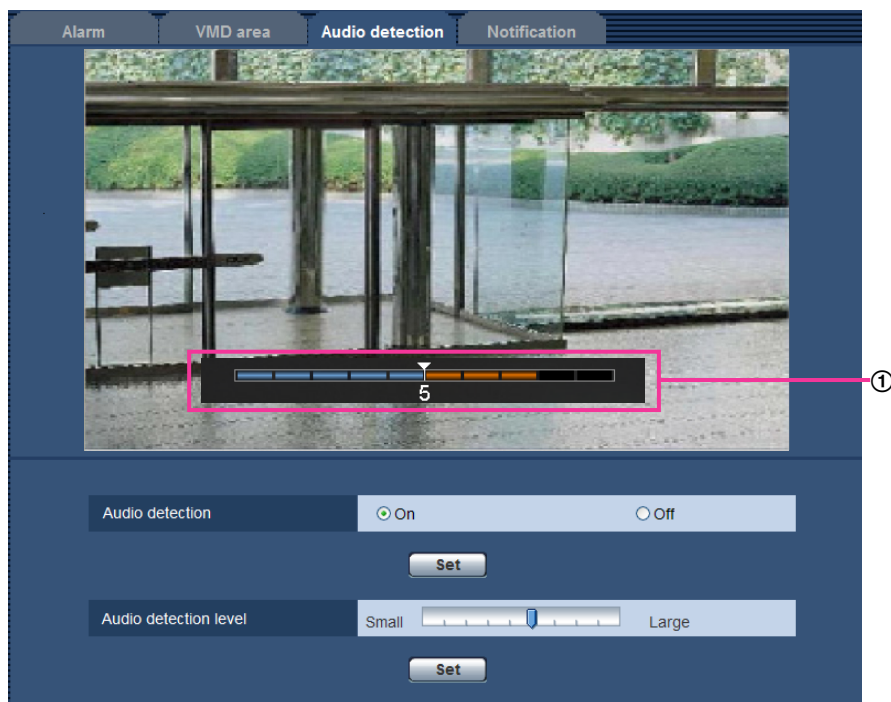 Alarm VMD area Audio detection Notification
5
①
Audio detection On Off
Set
Audio detection level Small Large
Set